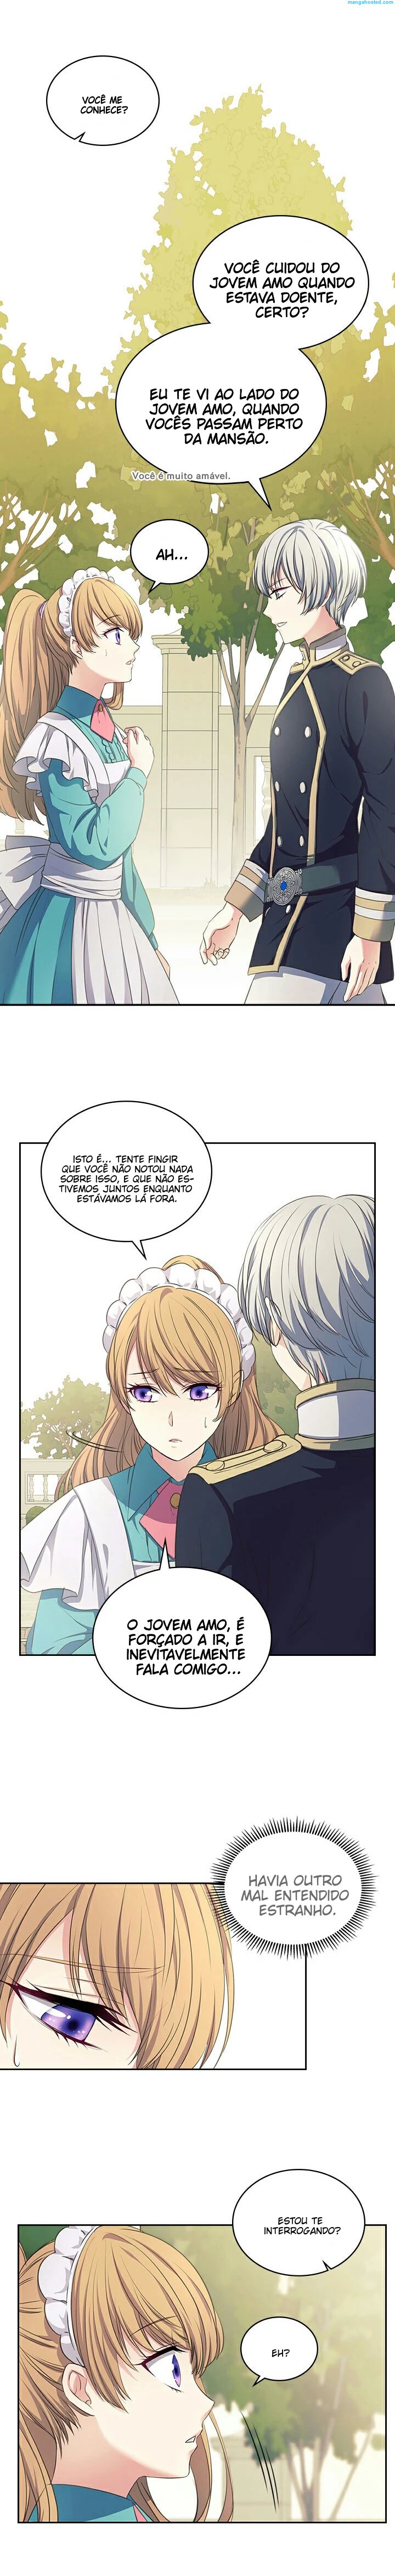 mangahosted.com
VOCÊ ME
CONHECE?
VOCÊ CUIDOU DO
JOVEM AMO QUANDO
ESTAVA DOENTE,
CERTO?
EU TE VI AO LADO DO
JOVEM AMO, QUANDO
VOCÊS PASSAM PERTO
DA MANSÃO.
Você é muito amável.
AH...
ISTO É... TENTE FINGIR
QUE VOCÊ NÃO NOTOU NADA
SOBRE ISSO, E QUE NÃO ES-
TIVEMOS JUNTOS ENQUANTO
ESTÁVAMOS LÁ FORA.
O JOVEM AMO, É
FORÇADO A IR, E
INEVITAVELMENTE
FALA COMIGO...
HAVIA OUTRO
MAL ENTENDIDO
ESTRANHO.
ESTOU TE
INTERROGANDO?
EH?